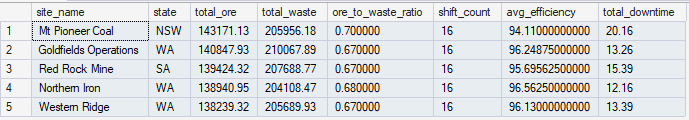 site_name state total_ore total_waste ore_to_waste_ratio shift_count avg_efficiency total_downtime
1 Mt Pioneer Coal NSW 143171.13 205956.18 0.700000 16 94.11000000000 20.16
2 Goldfields Operations WA 140847.93 210067.89 0.670000 16 96.24875000000 13.26
3 Red Rock Mine SA 139424.32 207688.77 0.670000 16 95.69562500000 15.39
4 Northern Iron WA 138940.95 204108.47 0.680000 16 96.56250000000 12.16
5 Western Ridge WA 138239.32 205689.93 0.670000 16 96.13000000000 13.39